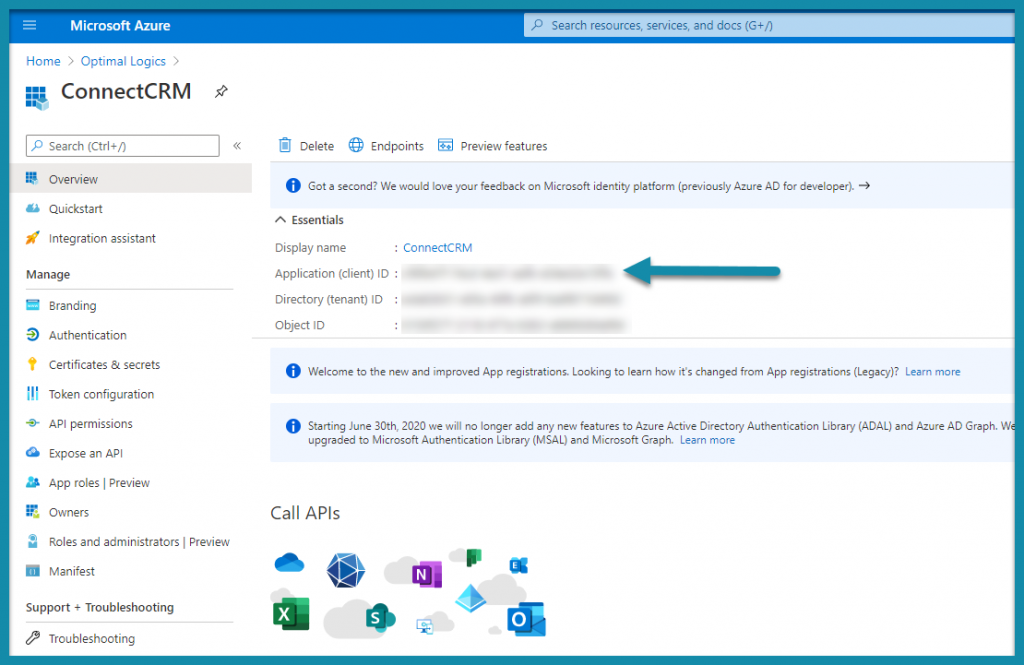 Microsoft Azure
Search resources, services, and docs (G+/)
Home > Optimal Logics >
ConnectCRM
Search (Ctrl+/)
«
Overview
Quickstart
Integration assistant
Manage
Branding
Authentication
Certificates & secrets
Token configuration
API permissions
Expose an API
App roles | Preview
Owners
Roles and administrators | Preview
Manifest
Support + Troubleshooting
Troubleshooting
Delete Endpoints Preview features
Got a second? We would love your feedback on Microsoft identity platform (previously Azure AD for developer). →
Essentials
Display name : ConnectCRM
Application (client) ID :
Directory (tenant) ID :
Object ID :
Welcome to the new and improved App registrations. Looking to learn how it's changed from App registrations (Legacy)? Learn more
Starting June 30th, 2020 we will no longer add any new features to Azure Active Directory Authentication Library (ADAL) and Azure AD Graph. We
upgraded to Microsoft Authentication Library (MSAL) and Microsoft Graph. Learn more
Call APIs
N
E
X
S
O